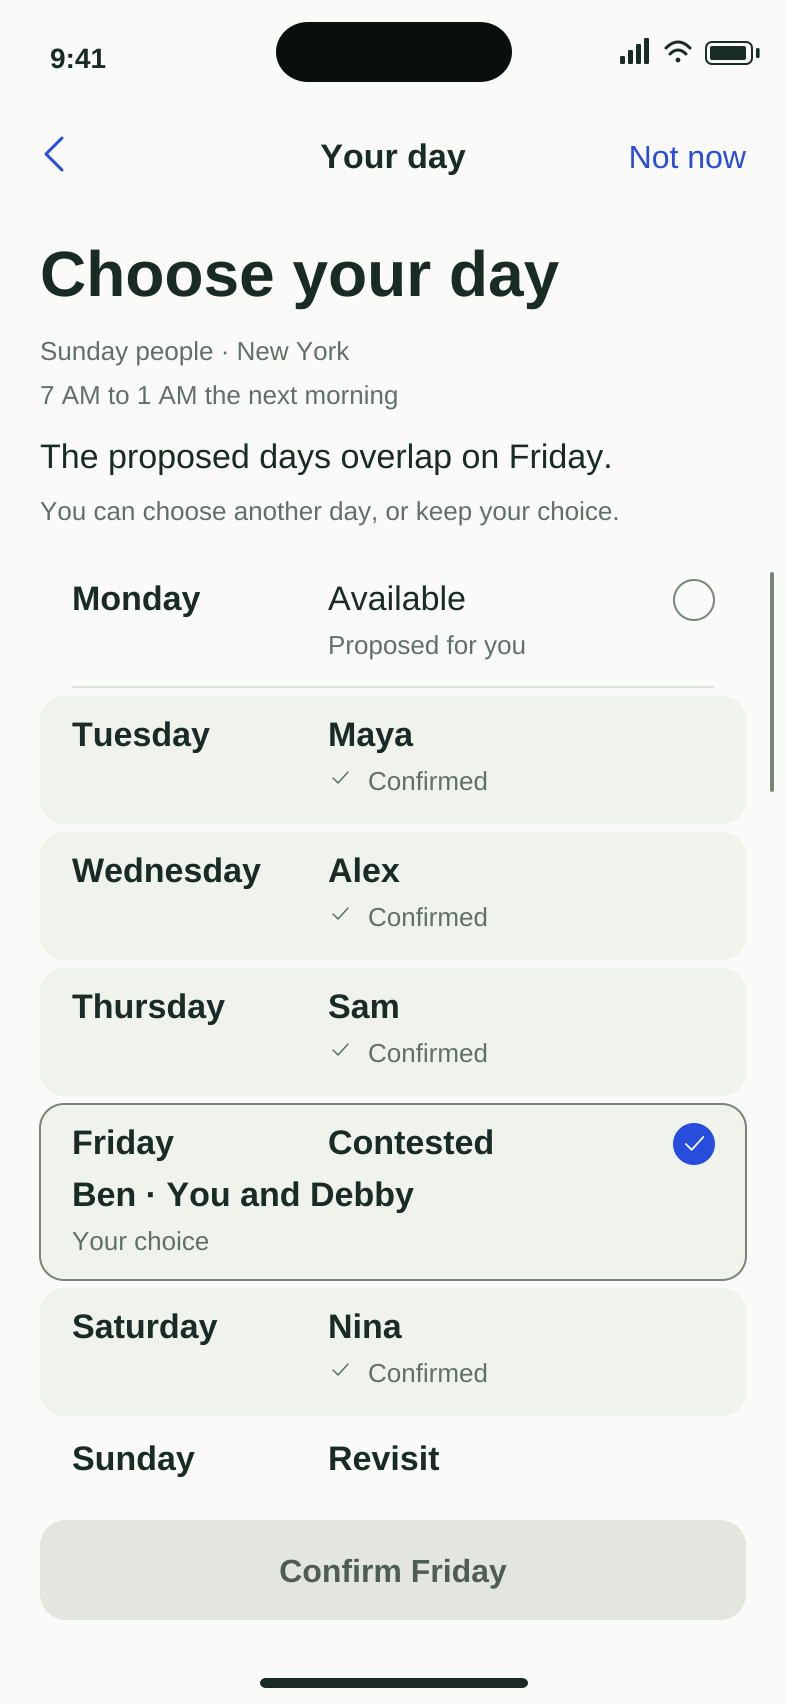 9:41
Your day
Not now
Choose your day
Sunday people · New York
7 AM to 1 AM the next morning
The proposed days overlap on Friday.
You can choose another day, or keep your choice.
Monday Available
Proposed for you
Tuesday Maya
Confirmed
Wednesday Alex
Confirmed
Thursday Sam
Confirmed
Friday Contested
Ben · You and Debby
Your choice
Saturday Nina
Confirmed
Sunday Revisit
Confirm Friday